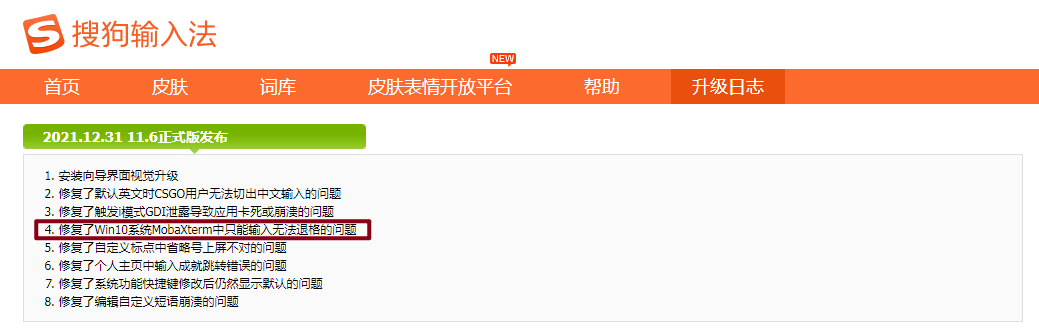 搜狗输入法
NEW
首页 皮肤 词库 皮肤表情开放平台 帮助 升级日志
2021.12.31 11.6正式版发布
1. 安装向导界面视觉升级
2. 修复了默认英文时CSGO用户无法切出中文输入的问题
3. 修复了触发i模式GDI泄露导致应用卡死或崩溃的问题
4. 修复了Win10系统MobaXterm中只能输入无法退格的问题
5. 修复了自定义标点中省略号上屏不对的问题
6. 修复了个人主页中输入成就跳转错误的问题
7. 修复了系统功能快捷键修改后仍然显示默认的问题
8. 修复了编辑自定义短语崩溃的问题